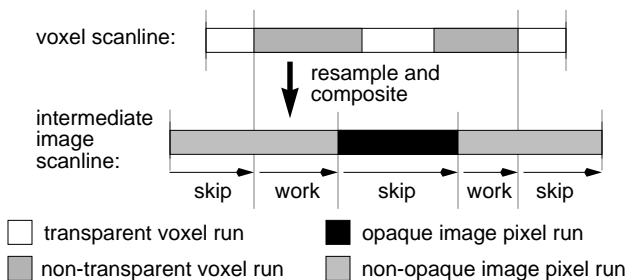 voxel scanline:
resample and
composite
intermediate
image
scanline:
skip work skip work skip
transparent voxel run opaque image pixel run
non-transparent voxel run non-opaque image pixel run